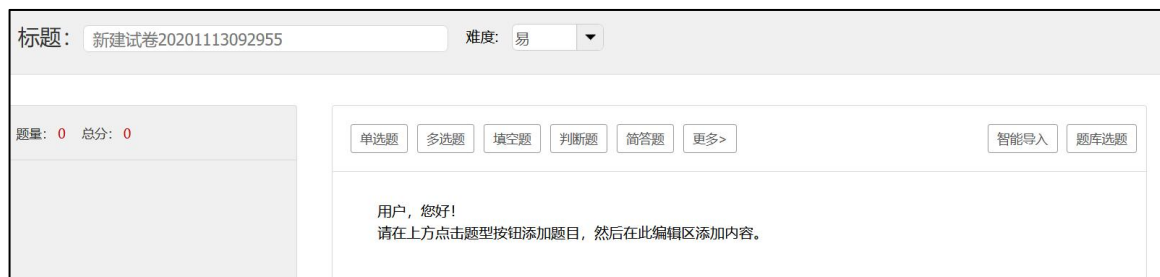 标题： 新建试卷20201113092955 难度: 易
题量: 0 总分: 0
单选题 多选题 填空题 判断题 简答题 更多> 智能导入 题库选题
用户，您好！
请在上方点击题型按钮添加题目，然后在此编辑区添加内容。